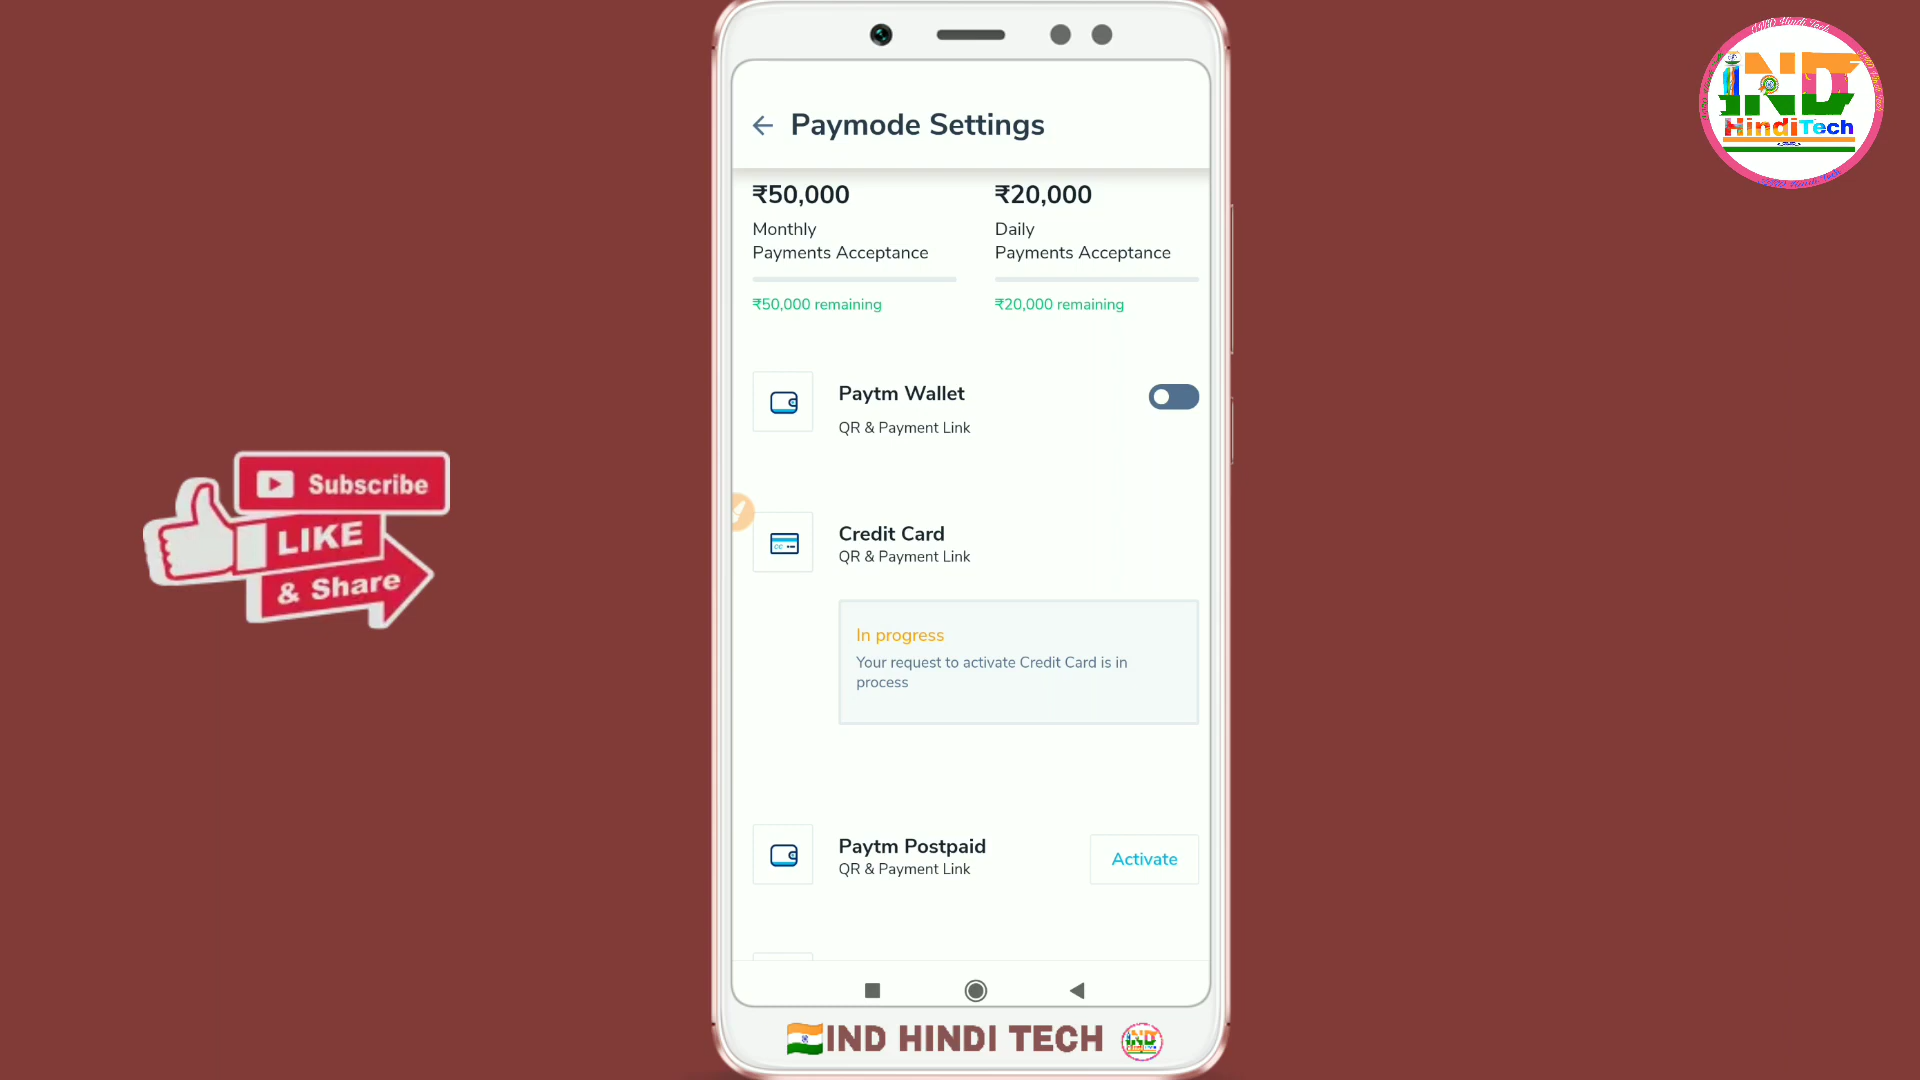 Paymode Settings
₹50,000
Monthly
Payments Acceptance
₹50,000 remaining
₹20,000
Daily
Payments Acceptance
₹20,000 remaining
Paytm Wallet
QR & Payment Link
Credit Card
QR & Payment Link
In progress
Your request to activate Credit Card is in
process
Paytm Postpaid
QR & Payment Link
Activate
IND HINDI TECH
Subscribe
LIKE
& Share
IND
HindiTech